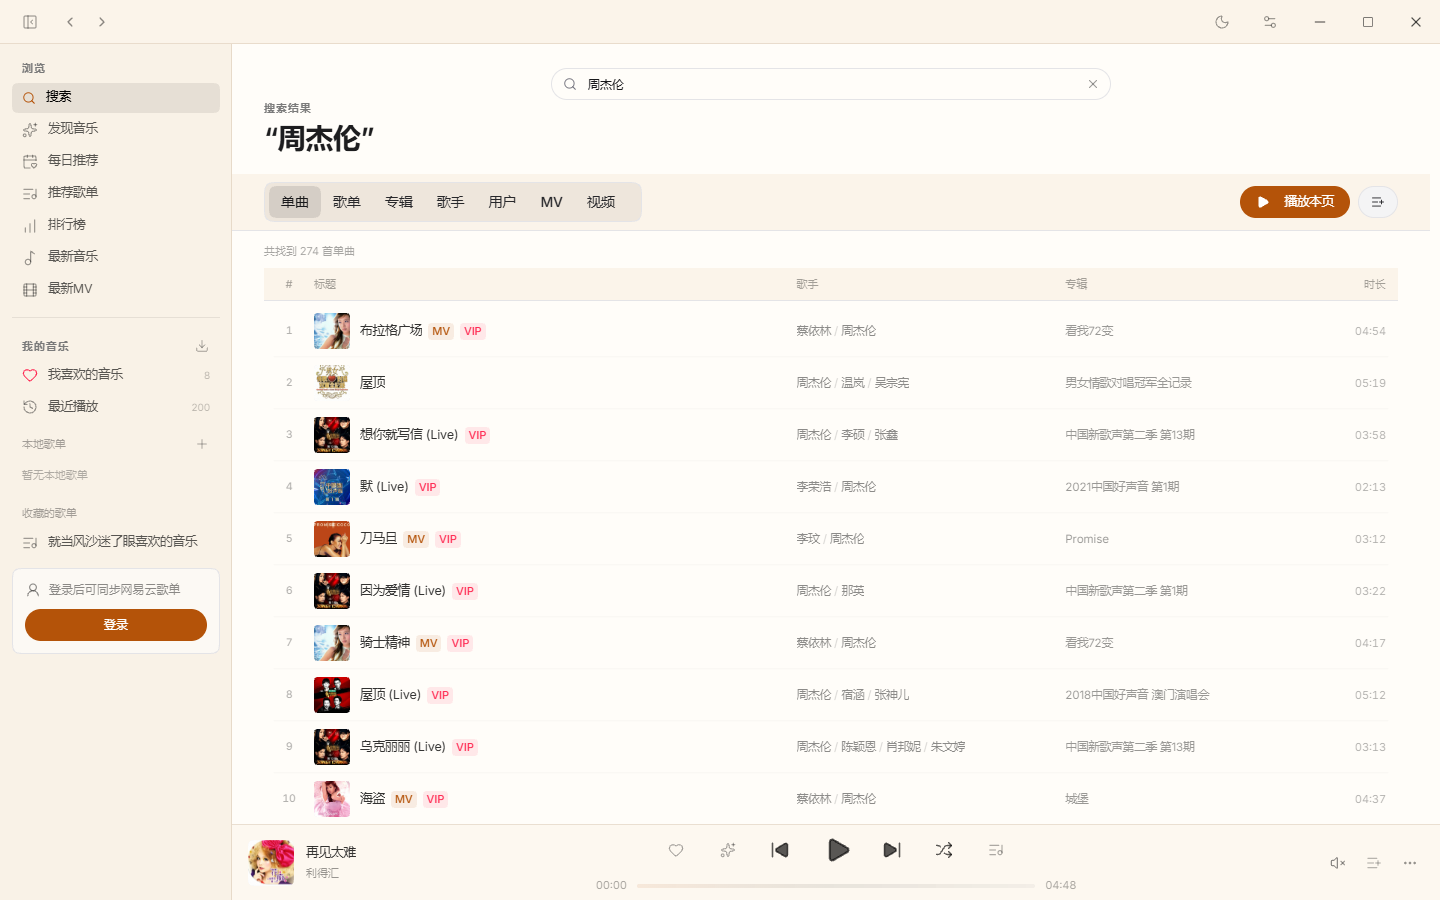 浏览
搜索
发现音乐
每日推荐
推荐歌单
排行榜
最新音乐
最新MV
我的音乐
我喜欢的音乐 8
最近播放 200
本地歌单
暂无本地歌单
收藏的歌单
就当风沙迷了眼喜欢的音乐
登录后可同步网易云歌单
登录
周杰伦
搜索结果
“周杰伦”
单曲 歌单 专辑 歌手 用户 MV 视频
播放本页
共找到 274 首单曲
# 标题 歌手 专辑 时长
1 布拉格广场 MV VIP 蔡依林 / 周杰伦 看我72变 04:54
2 屋顶 周杰伦 / 温岚 / 吴宗宪 男女情歌对唱冠军全记录 05:19
3 想你就写信 (Live) VIP 周杰伦 / 李硕 / 张鑫 中国新歌声第二季 第13期 03:58
4 默 (Live) VIP 李荣浩 / 周杰伦 2021中国好声音 第1期 02:13
5 刀马旦 MV VIP 李玟 / 周杰伦 Promise 03:12
6 因为爱情 (Live) VIP 周杰伦 / 那英 中国新歌声第二季 第1期 03:22
7 骑士精神 MV VIP 蔡依林 / 周杰伦 看我72变 04:17
8 屋顶 (Live) VIP 周杰伦 / 宿涵 / 张神儿 2018中国好声音 澳门演唱会 05:12
9 乌克丽丽 (Live) VIP 周杰伦 / 陈颖恩 / 肖邦妮 / 朱文婷 中国新歌声第二季 第13期 03:13
10 海盗 MV VIP 蔡依林 / 周杰伦 城堡 04:37
再见太难
利得汇
00:00 04:48